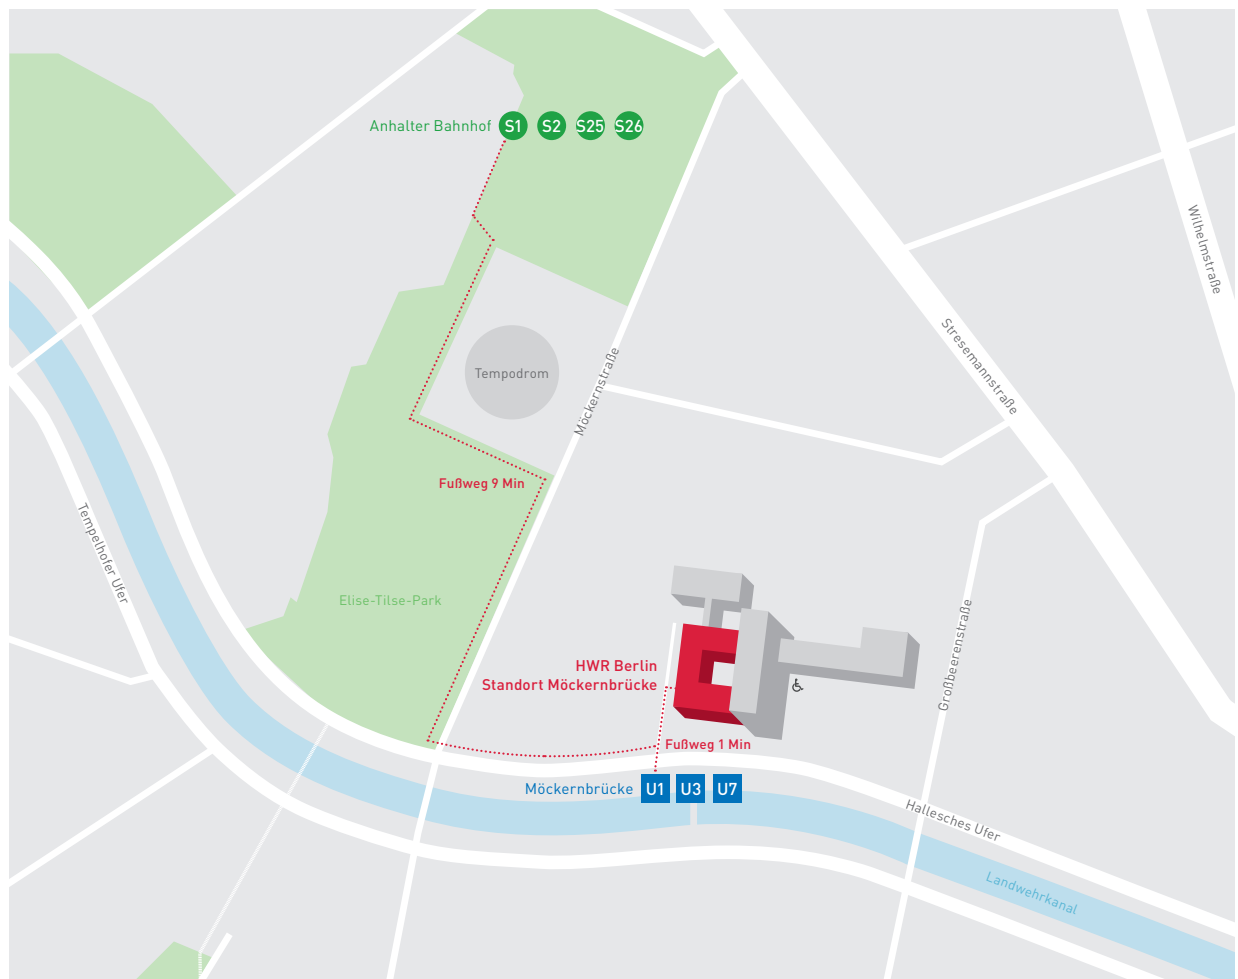 Anhalter Bahnhof S1 S2 S25 S26
Wilhelmstraße
Stresemannstraße
Tempodrom
Möckernstraße
Fußweg 9 Min
Tempelhofer Ufer
Elise-Tilse-Park
Großbeerenstraße
HWR Berlin
Standort Möckernbrücke
Fußweg 1 Min
Möckernbrücke U1 U3 U7
Hallesches Ufer
Landwehrkanal